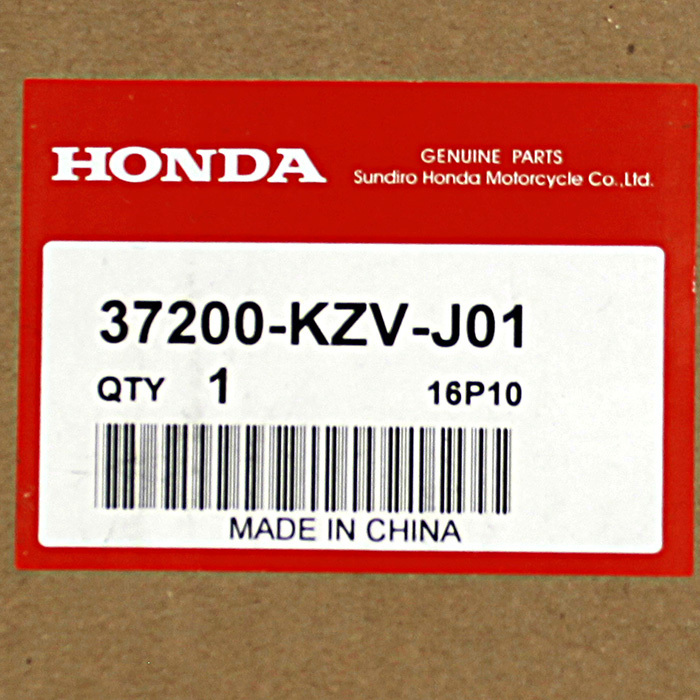 HONDA
GENUINE PARTS
Sundiro Honda Motorcycle Co.,Ltd.
37200-KZV-J01
QTY 1 16P10
MADE IN CHINA